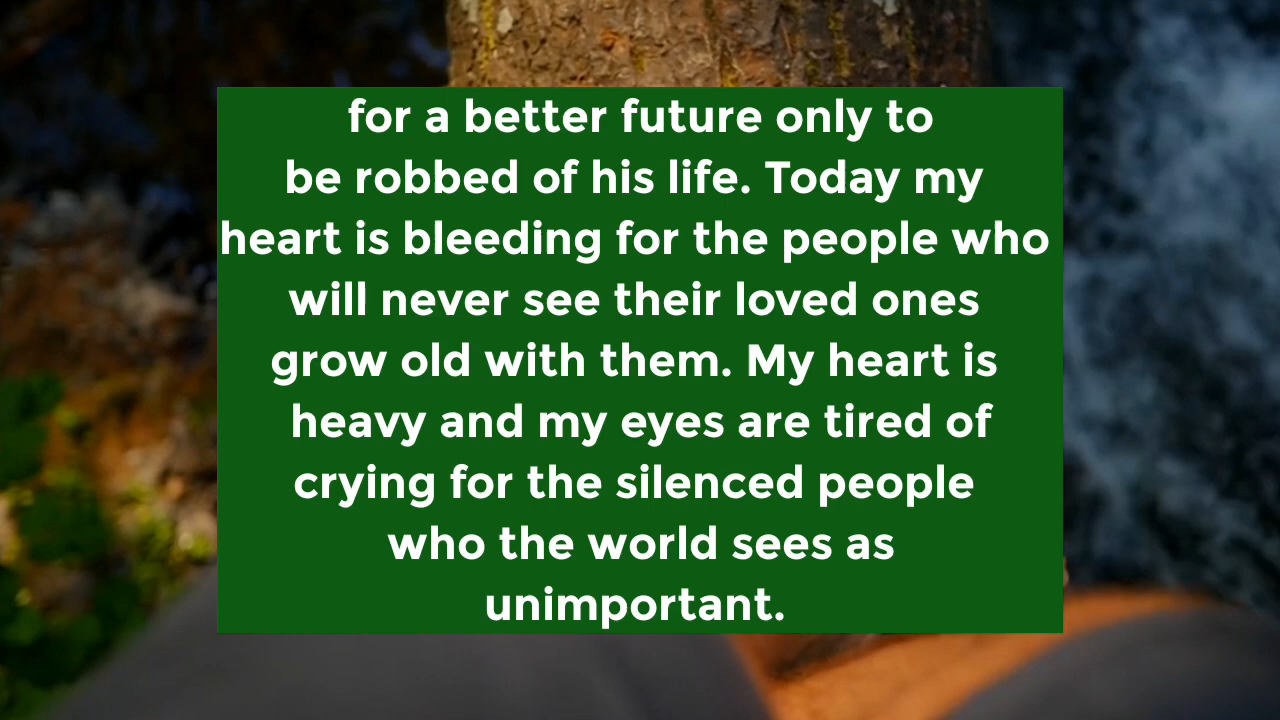 for a better future only to
be robbed of his life. Today my
heart is bleeding for the people who
will never see their loved ones
grow old with them. My heart is
heavy and my eyes are tired of
crying for the silenced people
who the world sees as
unimportant.